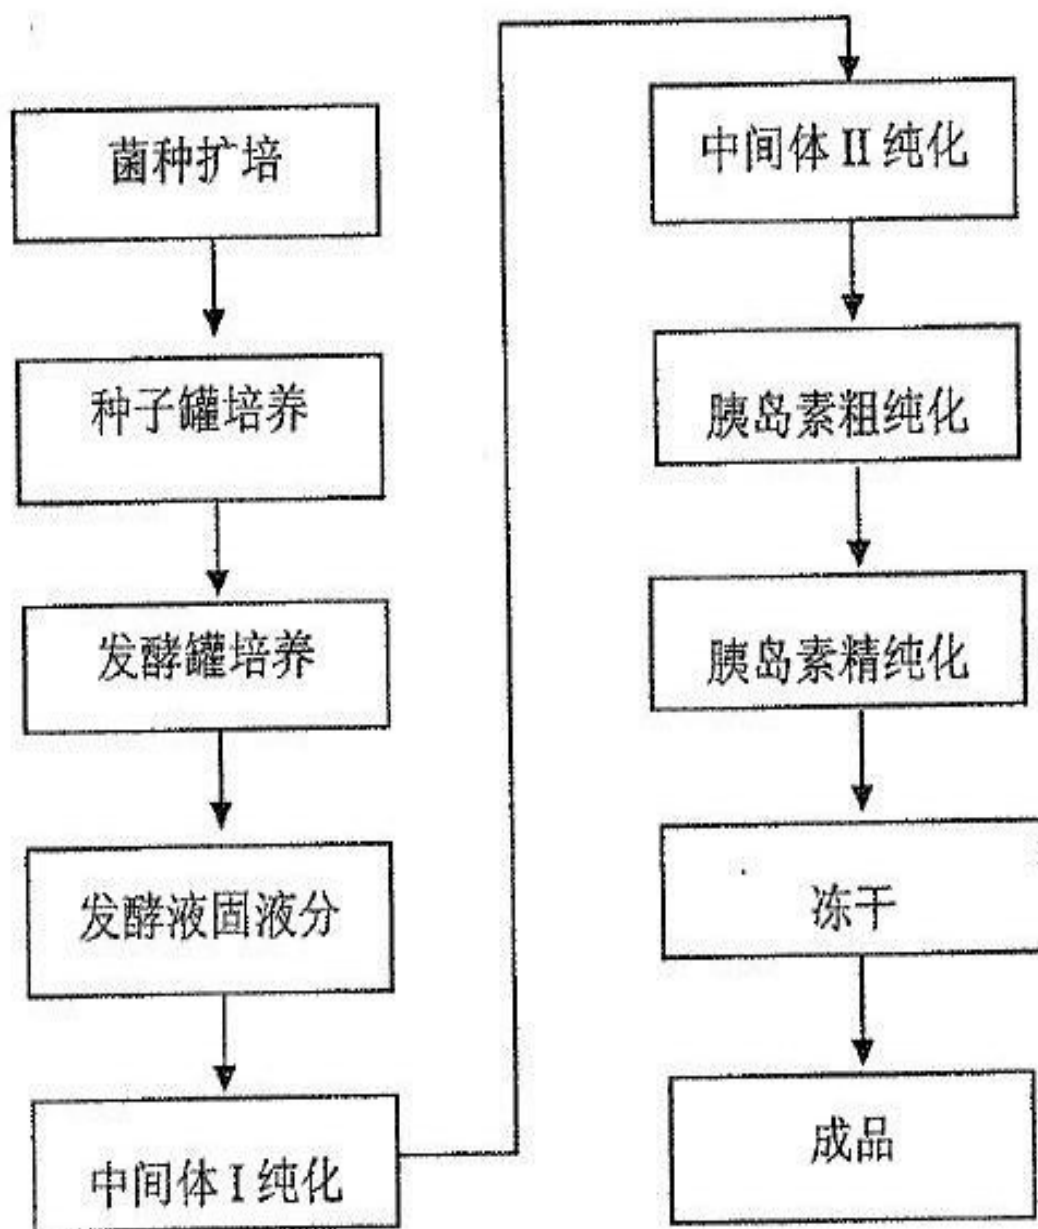 菌种扩培
种子罐培养
发酵罐培养
发酵液固液分
中间体 I 纯化
中间体 II 纯化
胰岛素粗纯化
胰岛素精纯化
冻干
成品